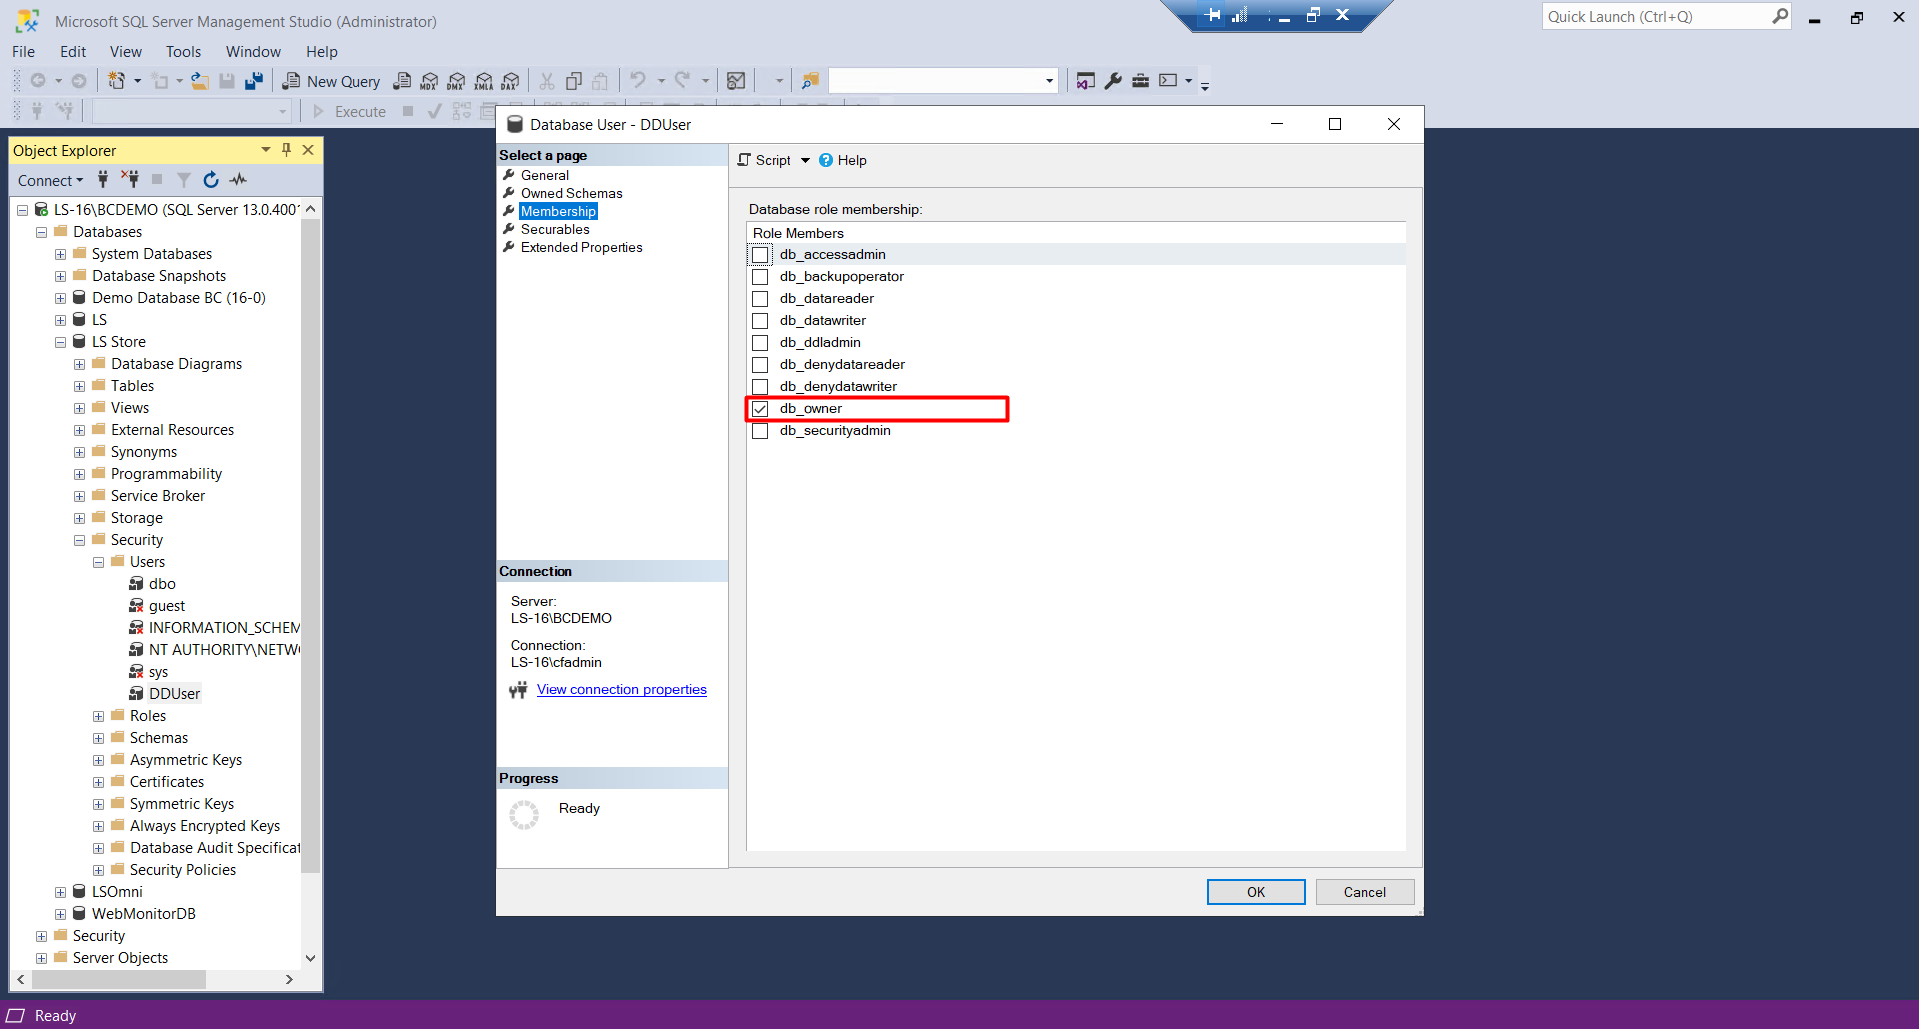 Microsoft SQL Server Management Studio (Administrator)
Quick Launch (Ctrl+Q)
File Edit View Tools Window Help
New Query MDX DMX XMLA DAX
Execute
Object Explorer
Connect
LS-16\BCDEMO (SQL Server 13.0.4001
Databases
System Databases
Database Snapshots
Demo Database BC (16-0)
LS
LS Store
Database Diagrams
Tables
Views
External Resources
Synonyms
Programmability
Service Broker
Storage
Security
Users
dbo
guest
INFORMATION_SCHEM
NT AUTHORITY\NETW
sys
DDUser
Roles
Schemas
Asymmetric Keys
Certificates
Symmetric Keys
Always Encrypted Keys
Database Audit Specificat
Security Policies
LSOmni
WebMonitorDB
Security
Server Objects
Database User - DDUser
Select a page
General
Owned Schemas
Membership
Securables
Extended Properties
Connection
Server:
LS-16\BCDEMO
Connection:
LS-16\cfadmin
View connection properties
Progress
Ready
Script Help
Database role membership:
Role Members
db_accessadmin
db_backupoperator
db_datareader
db_datawriter
db_ddladmin
db_denydatareader
db_denydatawriter
db_owner
db_securityadmin
OK Cancel
Ready